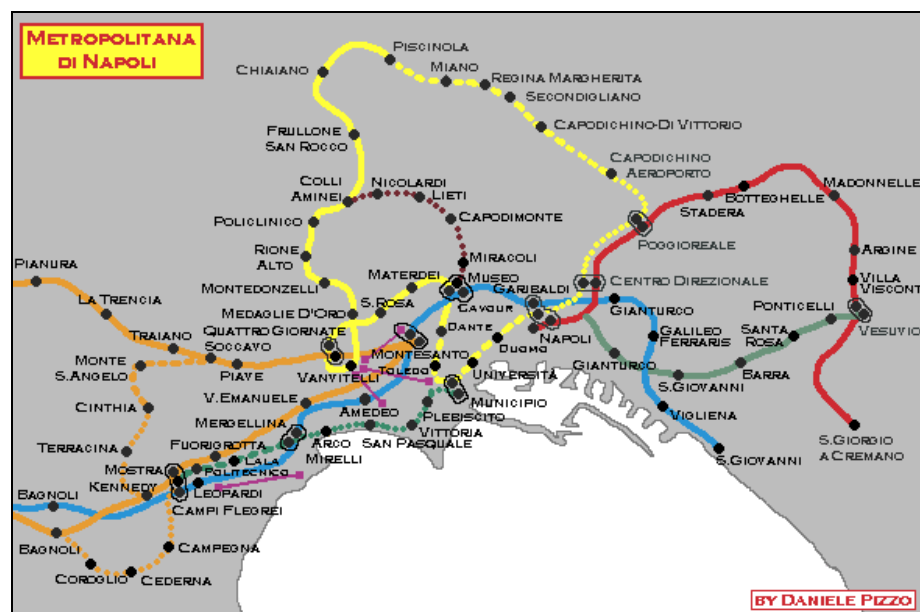 METROPOLITANA
DI NAPOLI
PISCINOLA
CHIAIANO
MIANO
REGINA MARGHERITA
SECONDIGLIANO
CAPODICHINO-DI VITTORIO
FRULLONE
SAN ROCCO
CAPODICHINO
AEROPORTO
COLLI
AMINEI
NICOLARDI
LIETI
MADONNELLE
BOTTEGHELLE
STADERA
POLICLINICO
CAPODIMONTE
POGGIOREALE
RIONE
ALTO
MIRACOLI
ARGINE
PIANURA
MATERDEI
MUSEO
GARIBALDI
CENTRO DIREZIONALE
VILLA
VISCONTI
MONTEDONZELLI
CAVOUR
LA TRENCIA
S.ROSA
GIANTURCO
PONTICELLI
MEDAGLIE D'ORO
VESUVIO
TRAIANO
QUATTRO GIORNATE
DANTE
NAPOLI
GALILEO
FERRARIS
SANTA
ROSA
SOCCAVO
MONTESANTO
DUOMO
MONTE
S.ANGELO
PIAVE
VANVITELLI
TOLEDO
UNIVERSITÀ
GIANTURCO
BARRA
S.GIOVANNI
V.EMANUELE
MUNICIPIO
CINTHIA
AMEDEO
PLEBISCITO
VIGLIENA
MERGELLINA
VITTORIA
SAN PASQUALE
ARCO
MIRELLI
S.GIORGIO
A CREMANO
TERRACINA
FUORIGROTTA
LALA
S.GIOVANNI
MOSTRA
POLITECNICO
KENNEDY
LEOPARDI
BAGNOLI
CAMPI FLEGREI
BAGNOLI
CAMPEGNA
COROGLIO
CEDERNA
BY DANIELE PIZZO